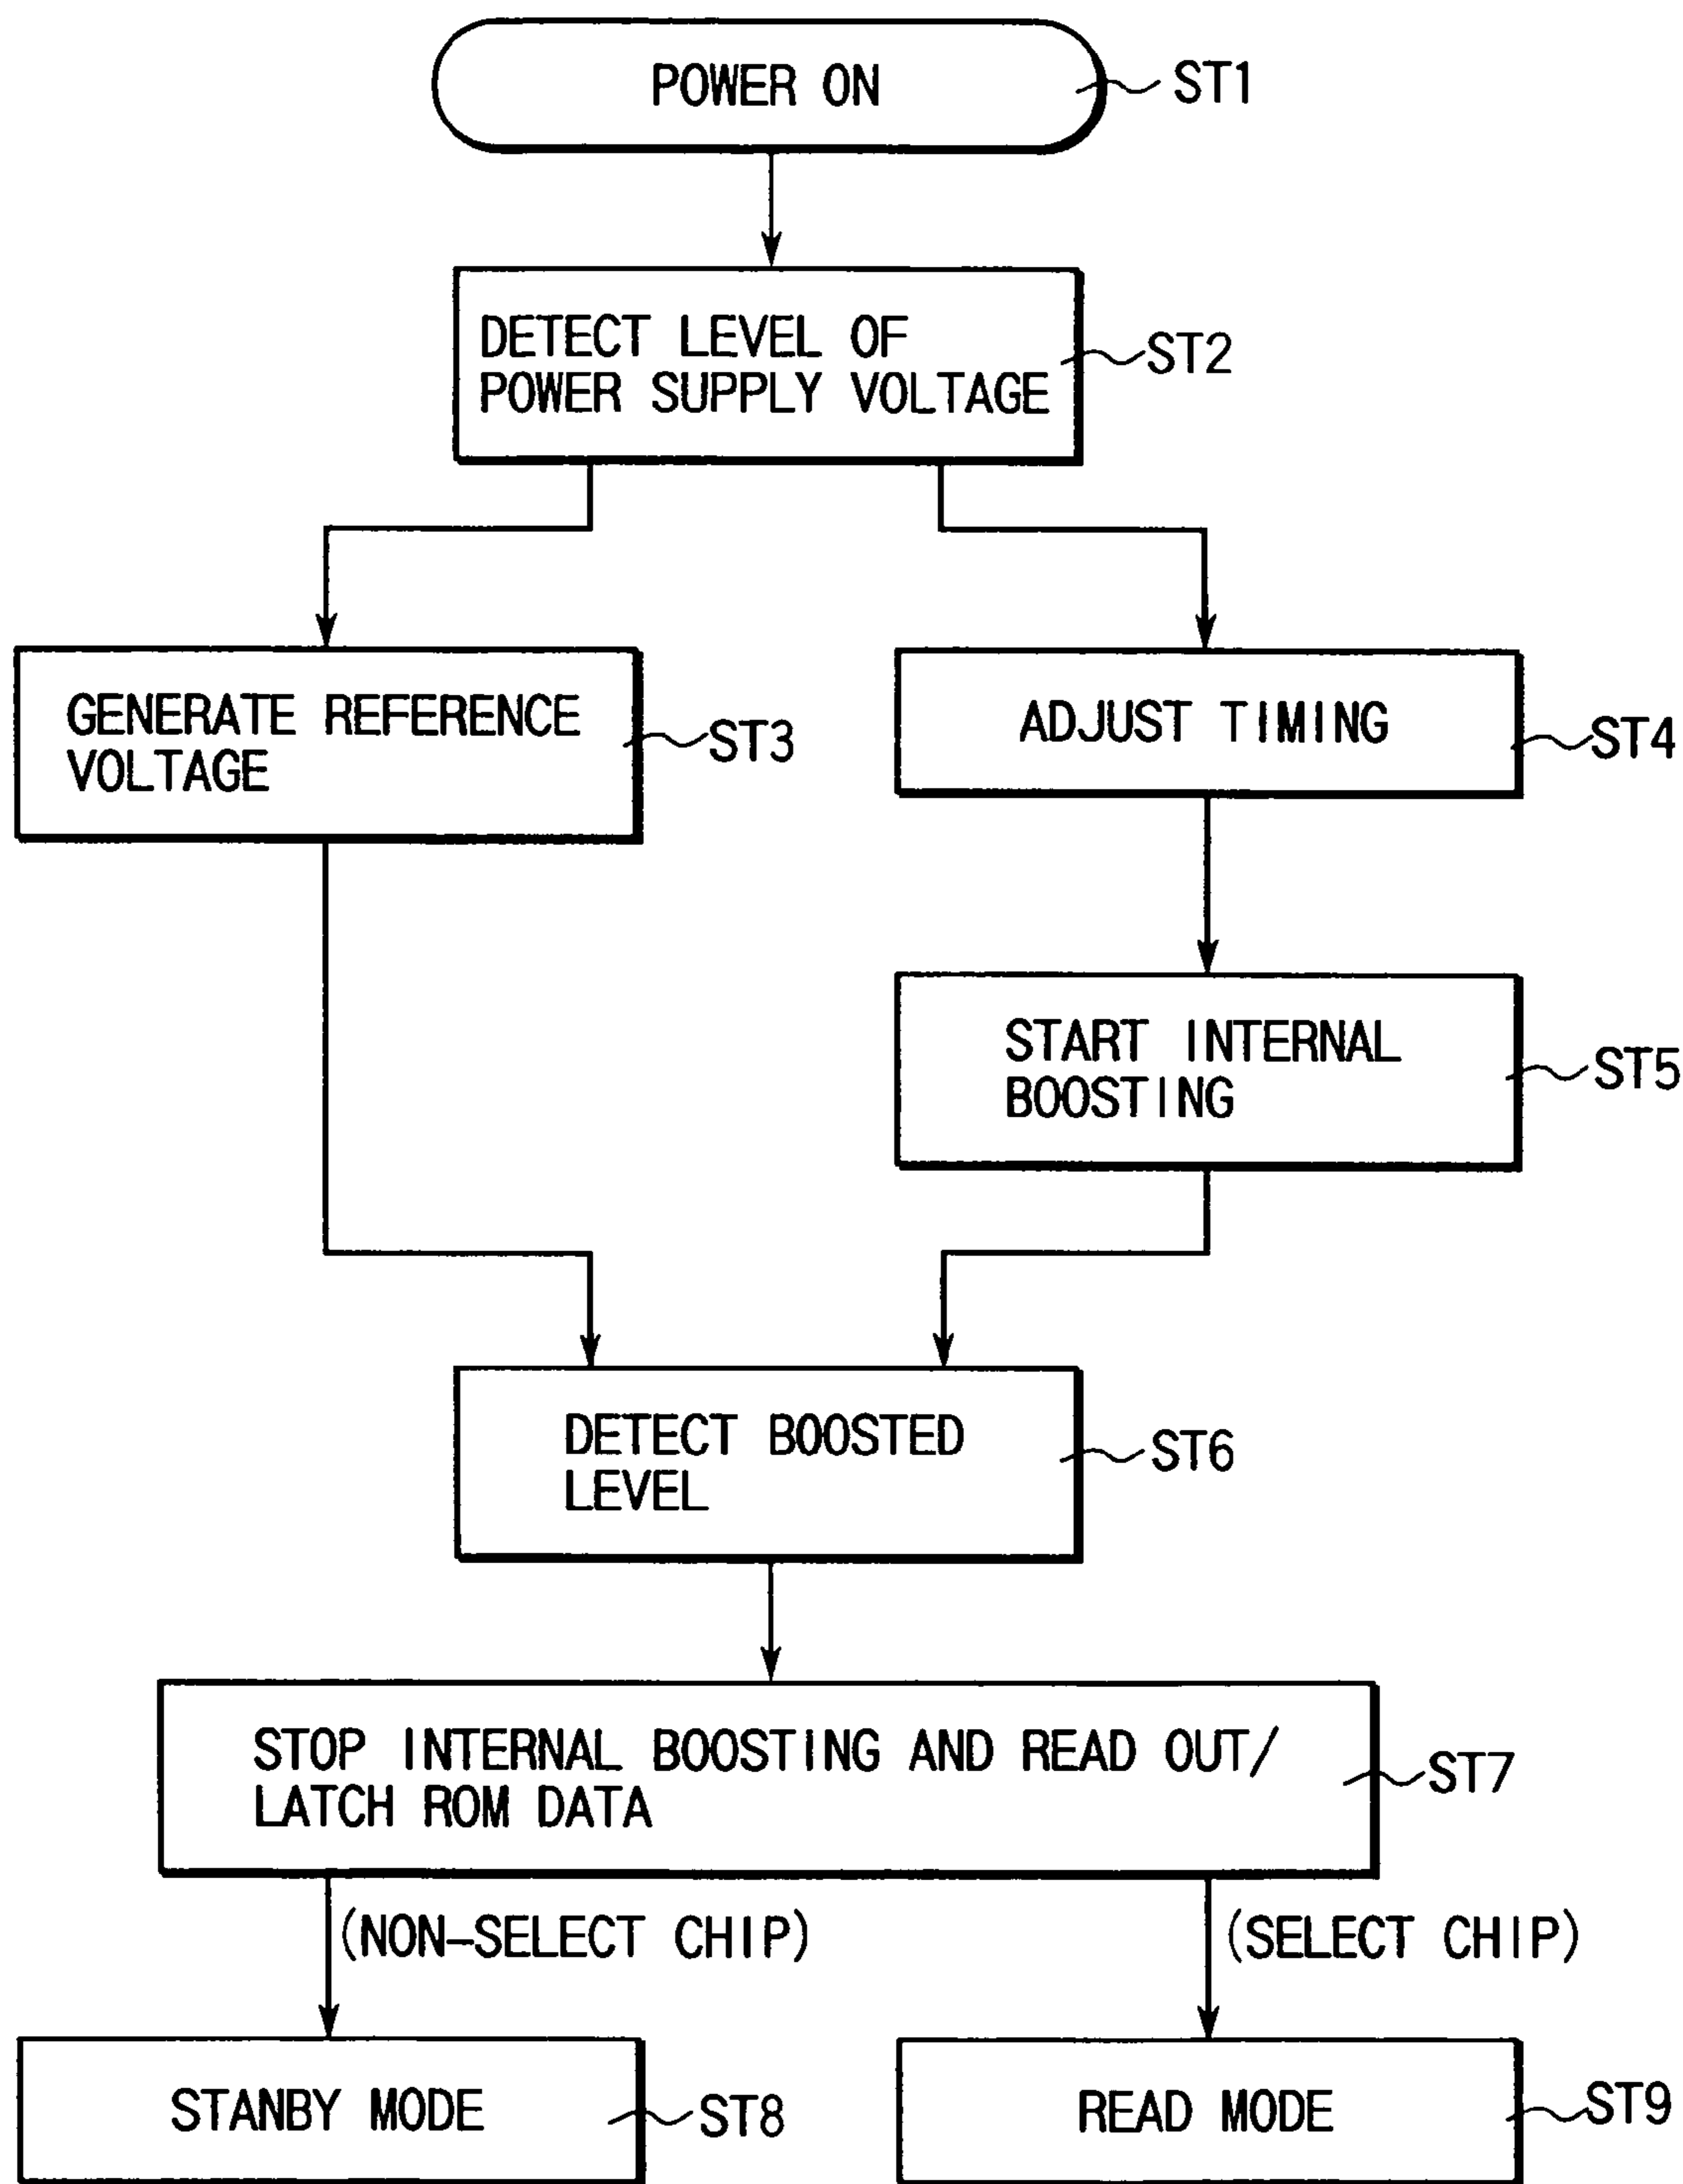 POWER ON
ST1
DETECT LEVEL OF
POWER SUPPLY VOLTAGE
ST2
GENERATE REFERENCE
VOLTAGE
ST3
ADJUST TIMING
ST4
START INTERNAL
BOOSTING
ST5
DETECT BOOSTED
LEVEL
ST6
STOP INTERNAL BOOSTING AND READ OUT/
LATCH ROM DATA
ST7
(NON-SELECT CHIP)
(SELECT CHIP)
STANBY MODE
ST8
READ MODE
ST9